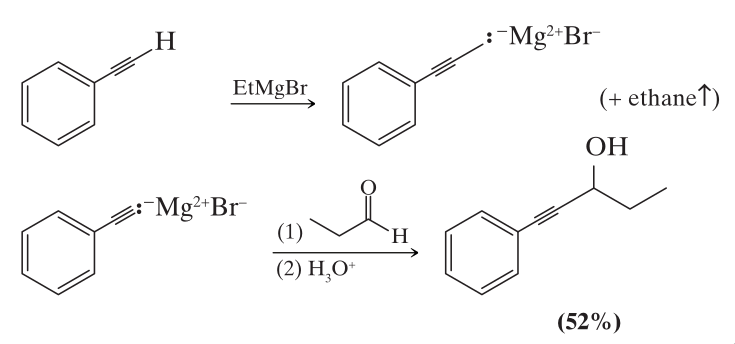 H
:⁻Mg²⁺Br⁻
EtMgBr
(+ ethane↑)
OH
:⁻Mg²⁺Br⁻
O
(1)
H
(2) H₃O⁺
(52%)